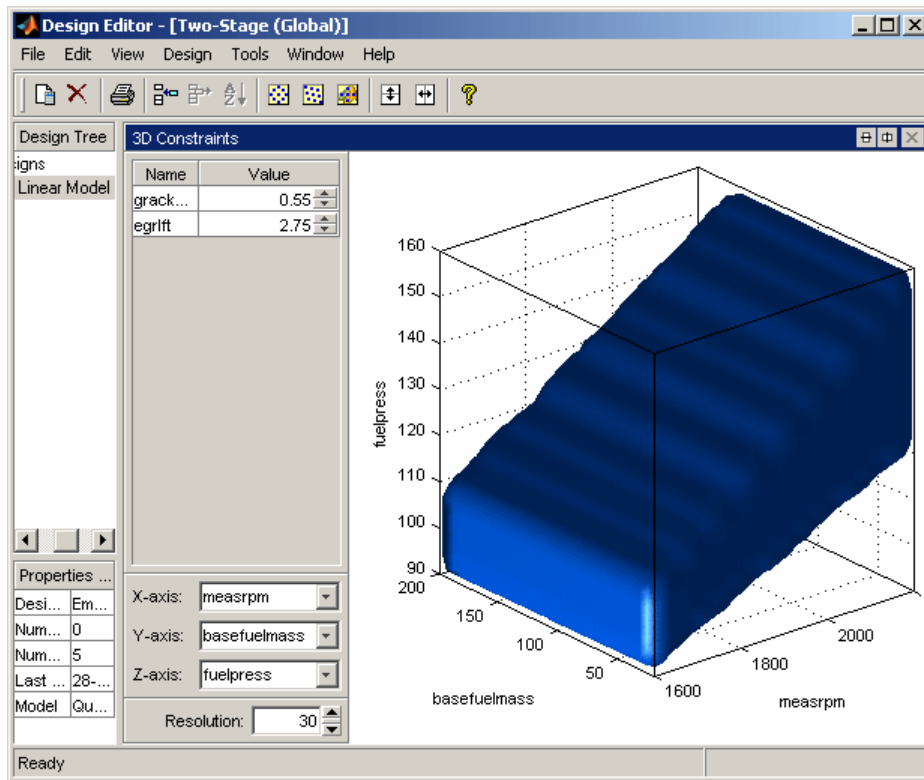 Design Editor - [Two-Stage (Global)]
File Edit View Design Tools Window Help
Design Tree
3D Constraints
igns
Linear Model
Name Value
grack... 0.55
egrlft 2.75
160
150
140
130
120
110
100
90
fuelpress
200
150
100
50
basefuelmass
1600
1800
2000
measrpm
Properties ...
Desi... Em...
Num... 0
Num... 5
Last ... 28-...
Model Qu...
X-axis: measrpm
Y-axis: basefuelmass
Z-axis: fuelpress
Resolution: 30
Ready